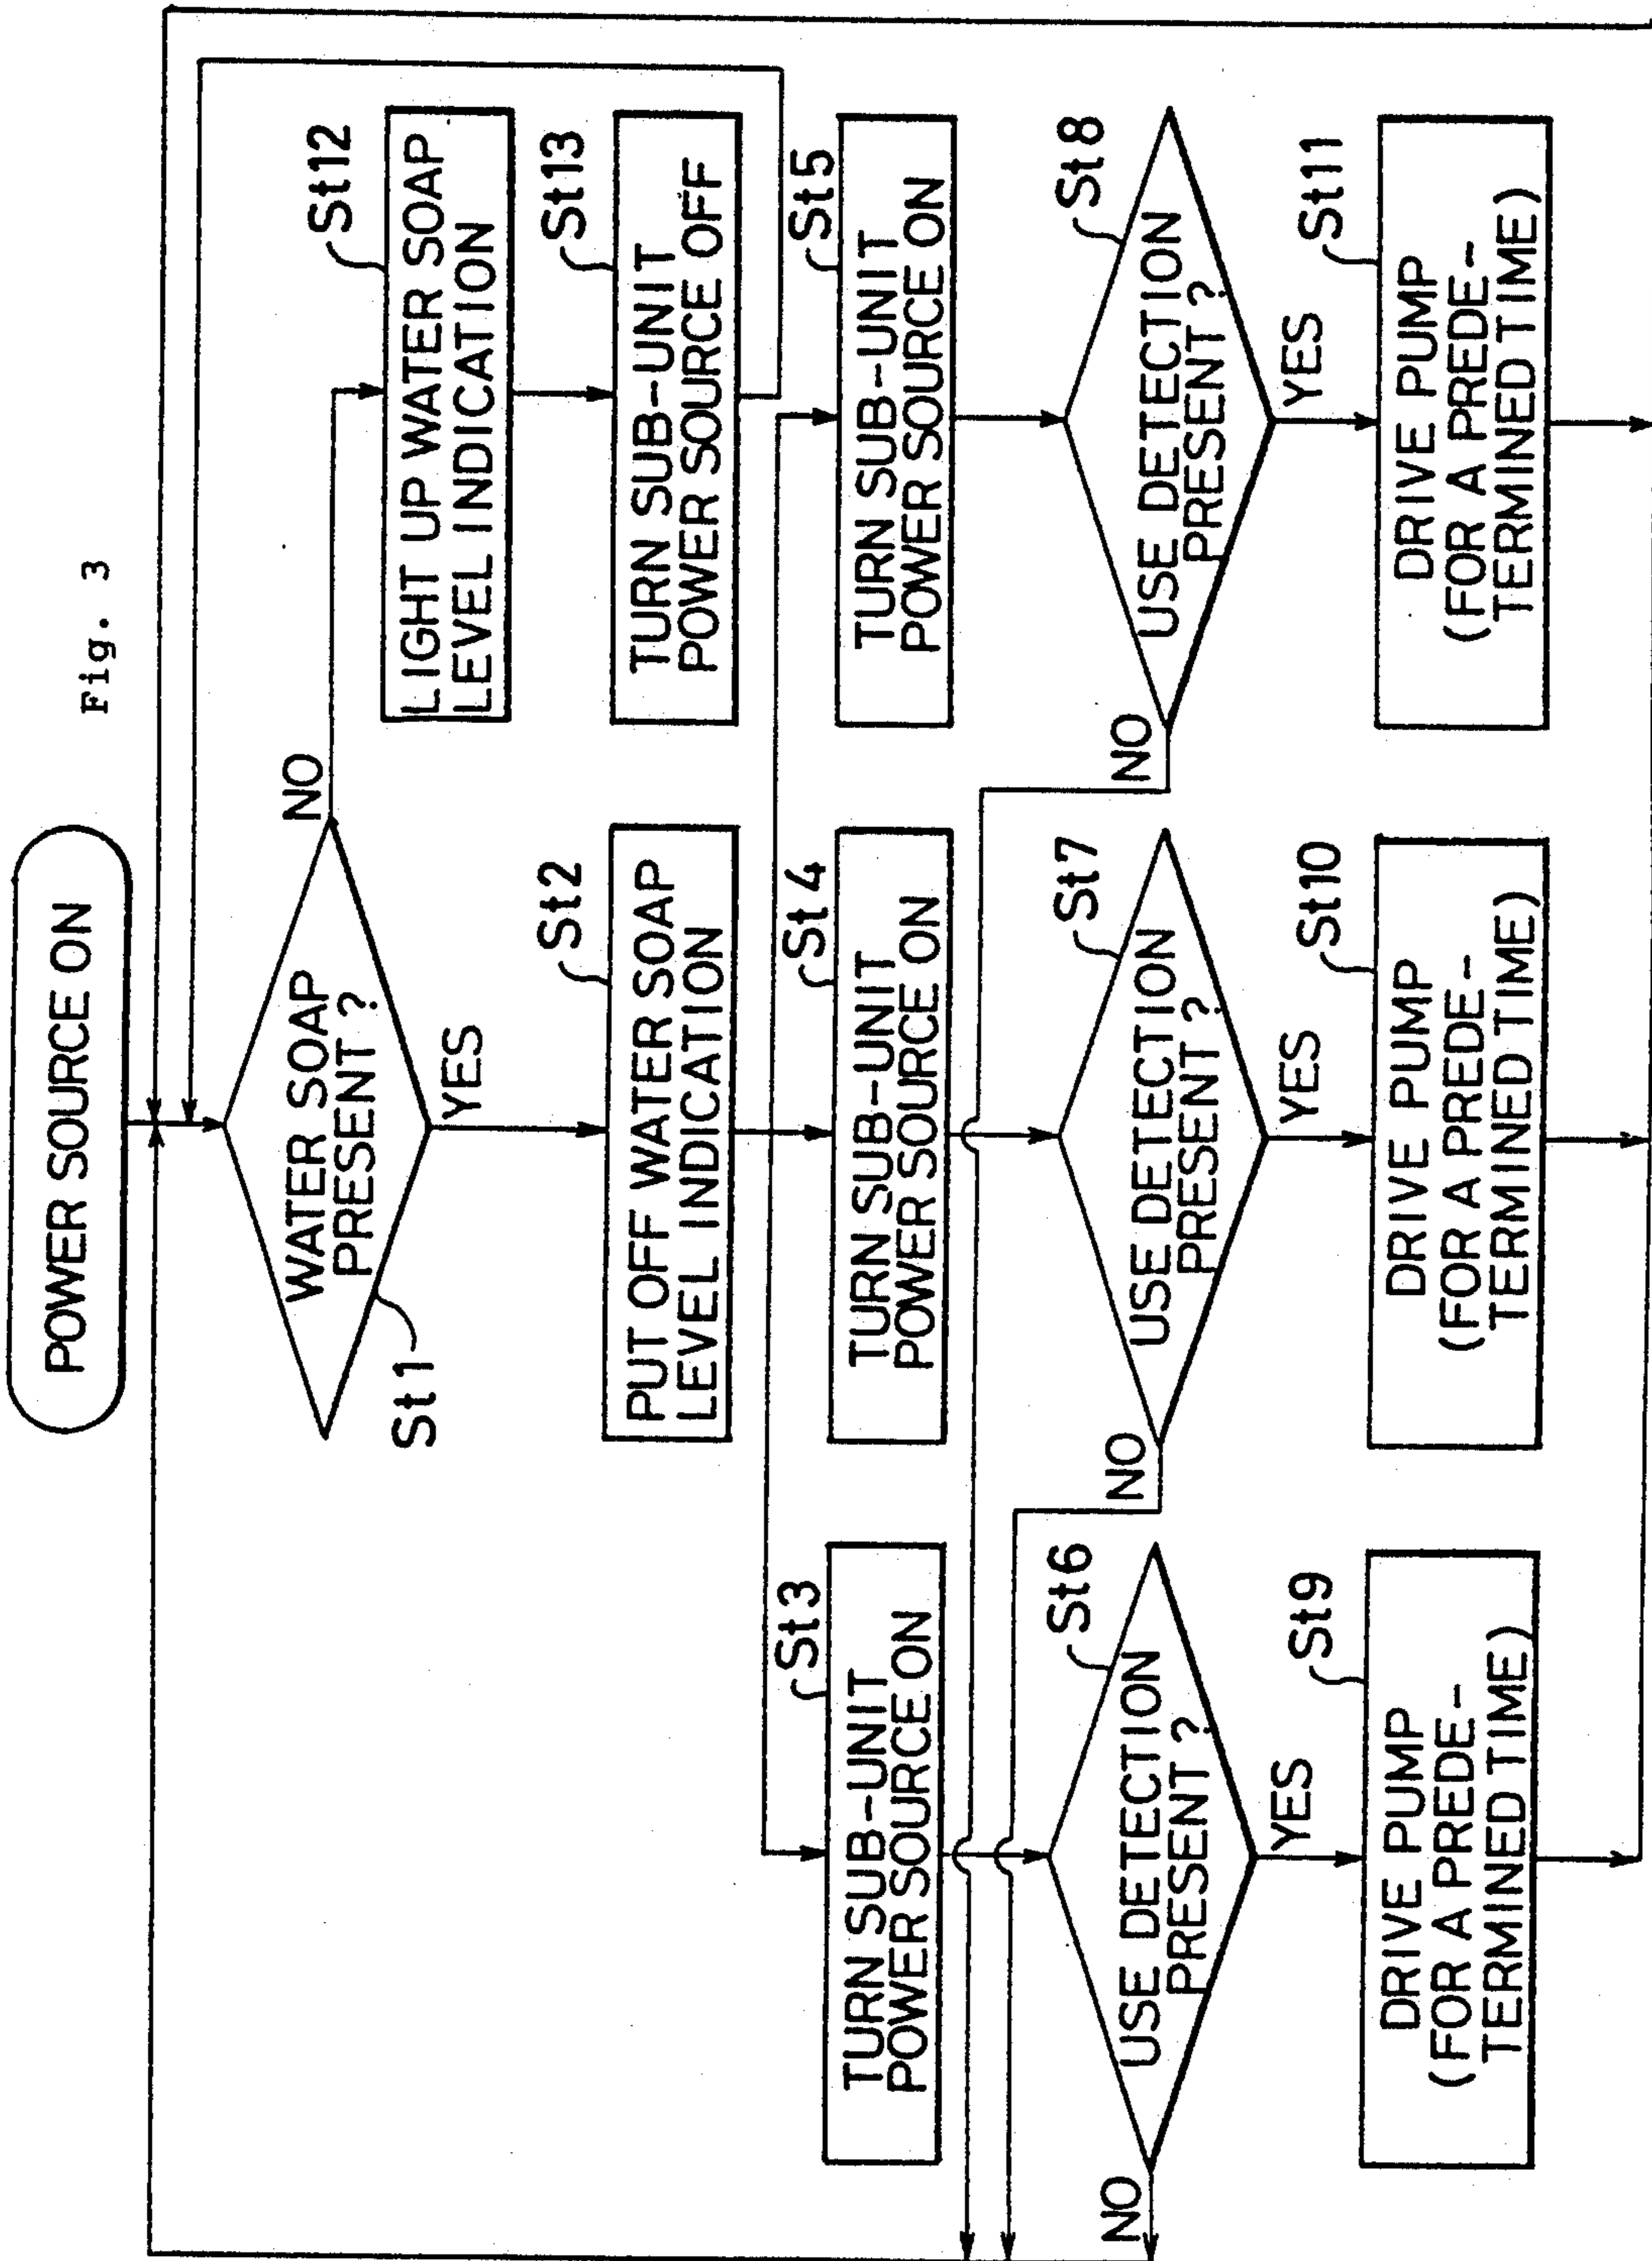 Fig. 3
POWER SOURCE ON
WATER SOAP
PRESENT ?
St1
YES
NO
PUT OFF WATER SOAP
LEVEL INDICATION
St2
LIGHT UP WATER SOAP
LEVEL INDICATION
St12
TURN SUB-UNIT
POWER SOURCE OFF
St13
TURN SUB-UNIT
POWER SOURCE ON
St3
TURN SUB-UNIT
POWER SOURCE ON
St4
TURN SUB-UNIT
POWER SOURCE ON
St5
USE DETECTION
PRESENT ?
St6
NO
YES
USE DETECTION
PRESENT ?
St7
NO
YES
USE DETECTION
PRESENT ?
St8
NO
YES
DRIVE PUMP
(FOR A PREDE-
TERMINED TIME)
St9
DRIVE PUMP
(FOR A PREDE-
TERMINED TIME)
St10
DRIVE PUMP
(FOR A PREDE-
TERMINED TIME)
St11